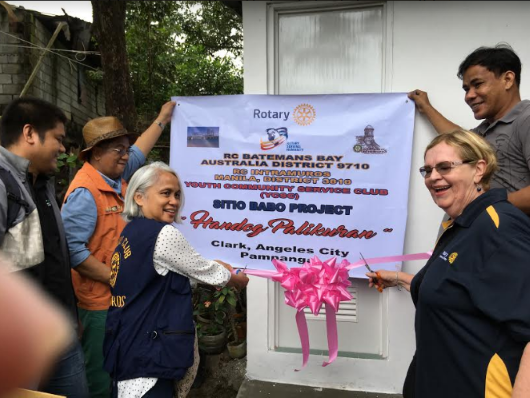 Rotary
RC BATEMANS BAY
AUSTRALIA DISTRICT 9710
RC INTRAMUROS
MANILA, DISTRICT 3810
YOUTH COMMUNITY SERVICE CLUB
(YCSC)
SITIO BABO PROJECT
"Handog Palikuran"
Clark, Angeles City
Pampanga